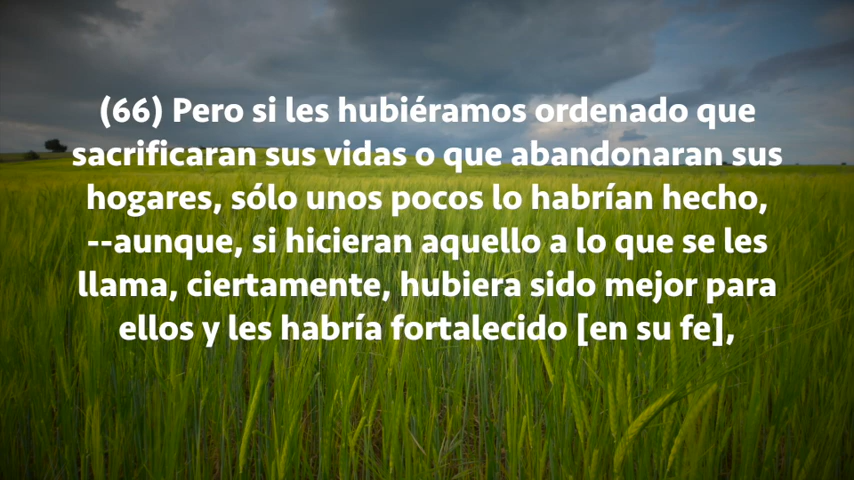 (66) Pero si les hubiéramos ordenado que
sacrificaran sus vidas o que abandonaran sus
hogares, sólo unos pocos lo habrían hecho,
--aunque, si hicieran aquello a lo que se les
llama, ciertamente, hubiera sido mejor para
ellos y les habría fortalecido [en su fe],